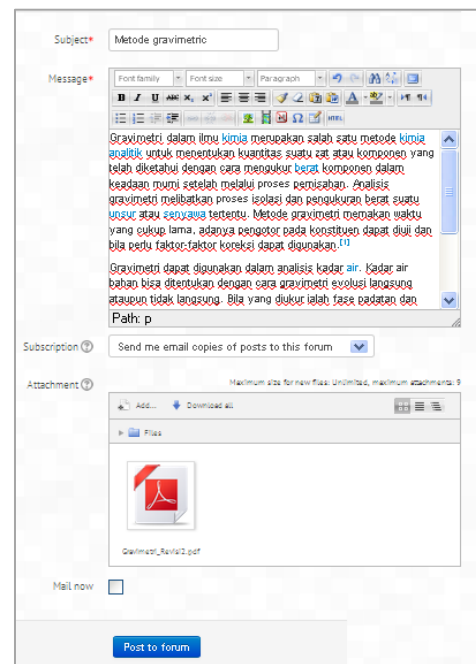 Subject*
Metode gravimetric
Message*
Font family
Font size
Paragraph
B I U ABC X₂ X²
HTML
Gravimetri dalam ilmu kimia merupakan salah satu metode kimia
analitik untuk menentukan kuantitas suatu zat atau komponen yang
telah diketahui dengan cara mengukur berat komponen dalam
keadaan murni setelah melalui proses pemisahan. Analisis
gravimetri melibatkan proses isolasi dan pengukuran berat suatu
unsur atau senyawa tertentu. Metode gravimetri memakan waktu
yang cukup lama, adanya pengotor pada konstituen dapat diuji dan
bila perlu faktor-faktor koreksi dapat digunakan.[1]
Gravimetri dapat digunakan dalam analisis kadar air. Kadar air
bahan bisa ditentukan dengan cara gravimetri evolusi langsung
ataupun tidak langsung. Bila yang diukur ialah fase padatan dan
Path: p
Subscription
Send me email copies of posts to this forum
Attachment
Maximum size for new files: Unlimited, maximum attachments: 9
Add...
Download all
Files
Gravimetri_Revisi2.pdf
Mail now
Post to forum